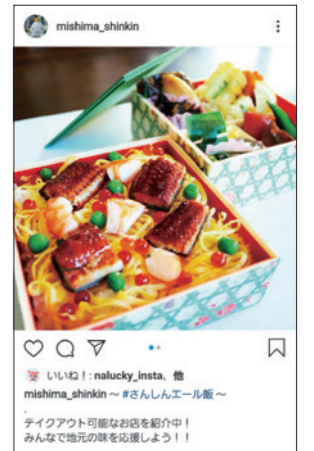 mishima_shinkin
いいね！: nalucky_insta、他
mishima_shinkin ～ #さんしんエール飯 ～
.
テイクアウト可能なお店を紹介中！
みんなで地元の味を応援しよう！！